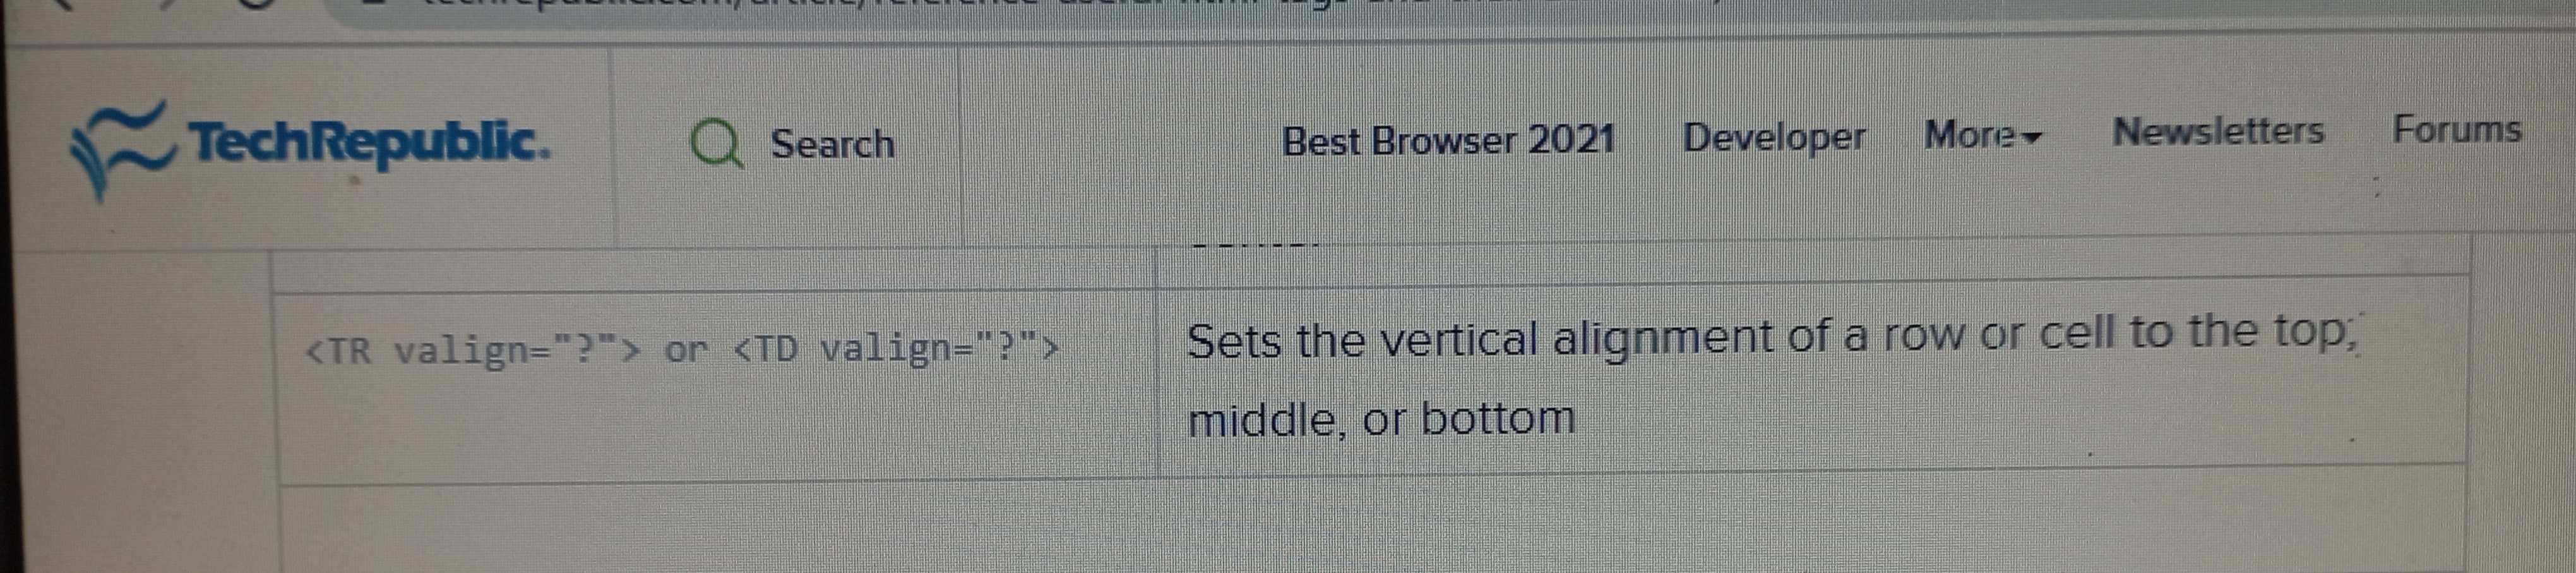 TechRepublic.
Search
Best Browser 2021 Developer More Newsletters Forums
<TR valign="?"> or <TD valign="?">
Sets the vertical alignment of a row or cell to the top,
middle, or bottom